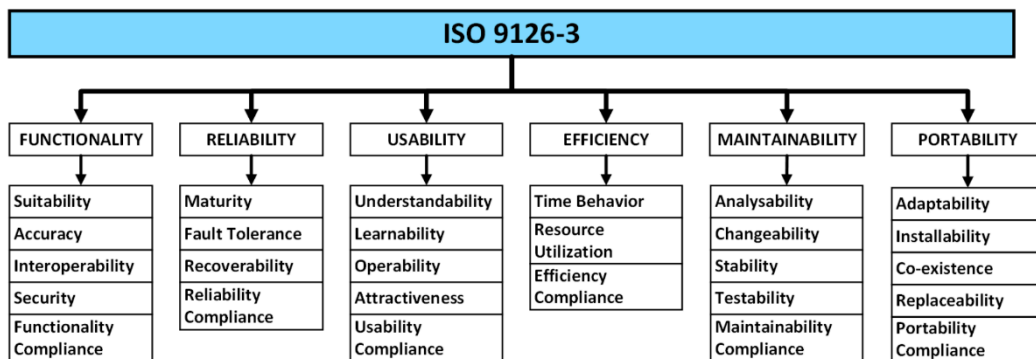 ISO 9126-3
FUNCTIONALITY
RELIABILITY
USABILITY
EFFICIENCY
MAINTAINABILITY
PORTABILITY
Suitability
Accuracy
Interoperability
Security
Functionality
Compliance
Maturity
Fault Tolerance
Recoverability
Reliability
Compliance
Understandability
Learnability
Operability
Attractiveness
Usability
Compliance
Time Behavior
Resource
Utilization
Efficiency
Compliance
Analysability
Changeability
Stability
Testability
Maintainability
Compliance
Adaptability
Installability
Co-existence
Replaceability
Portability
Compliance